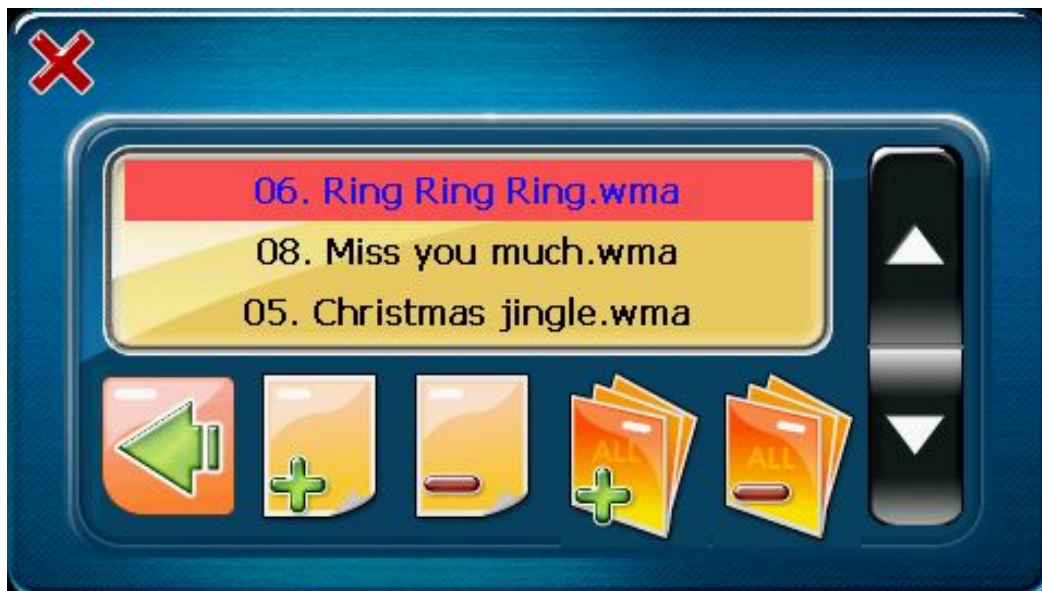 06. Ring Ring Ring.wma
08. Miss you much.wma
05. Christmas jingle.wma
ALL
ALL